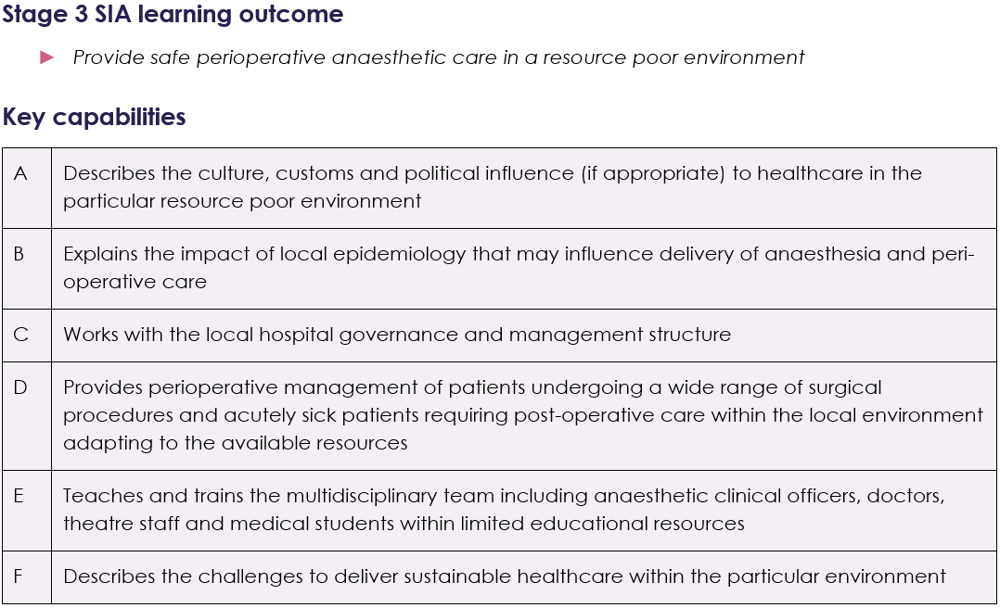 Stage 3 SIA learning outcome
► Provide safe perioperative anaesthetic care in a resource poor environment
Key capabilities
A Describes the culture, customs and political influence (if appropriate) to healthcare in the
particular resource poor environment
B Explains the impact of local epidemiology that may influence delivery of anaesthesia and peri-
operative care
C Works with the local hospital governance and management structure
D Provides perioperative management of patients undergoing a wide range of surgical
procedures and acutely sick patients requiring post-operative care within the local environment
adapting to the available resources
E Teaches and trains the multidisciplinary team including anaesthetic clinical officers, doctors,
theatre staff and medical students within limited educational resources
F Describes the challenges to deliver sustainable healthcare within the particular environment